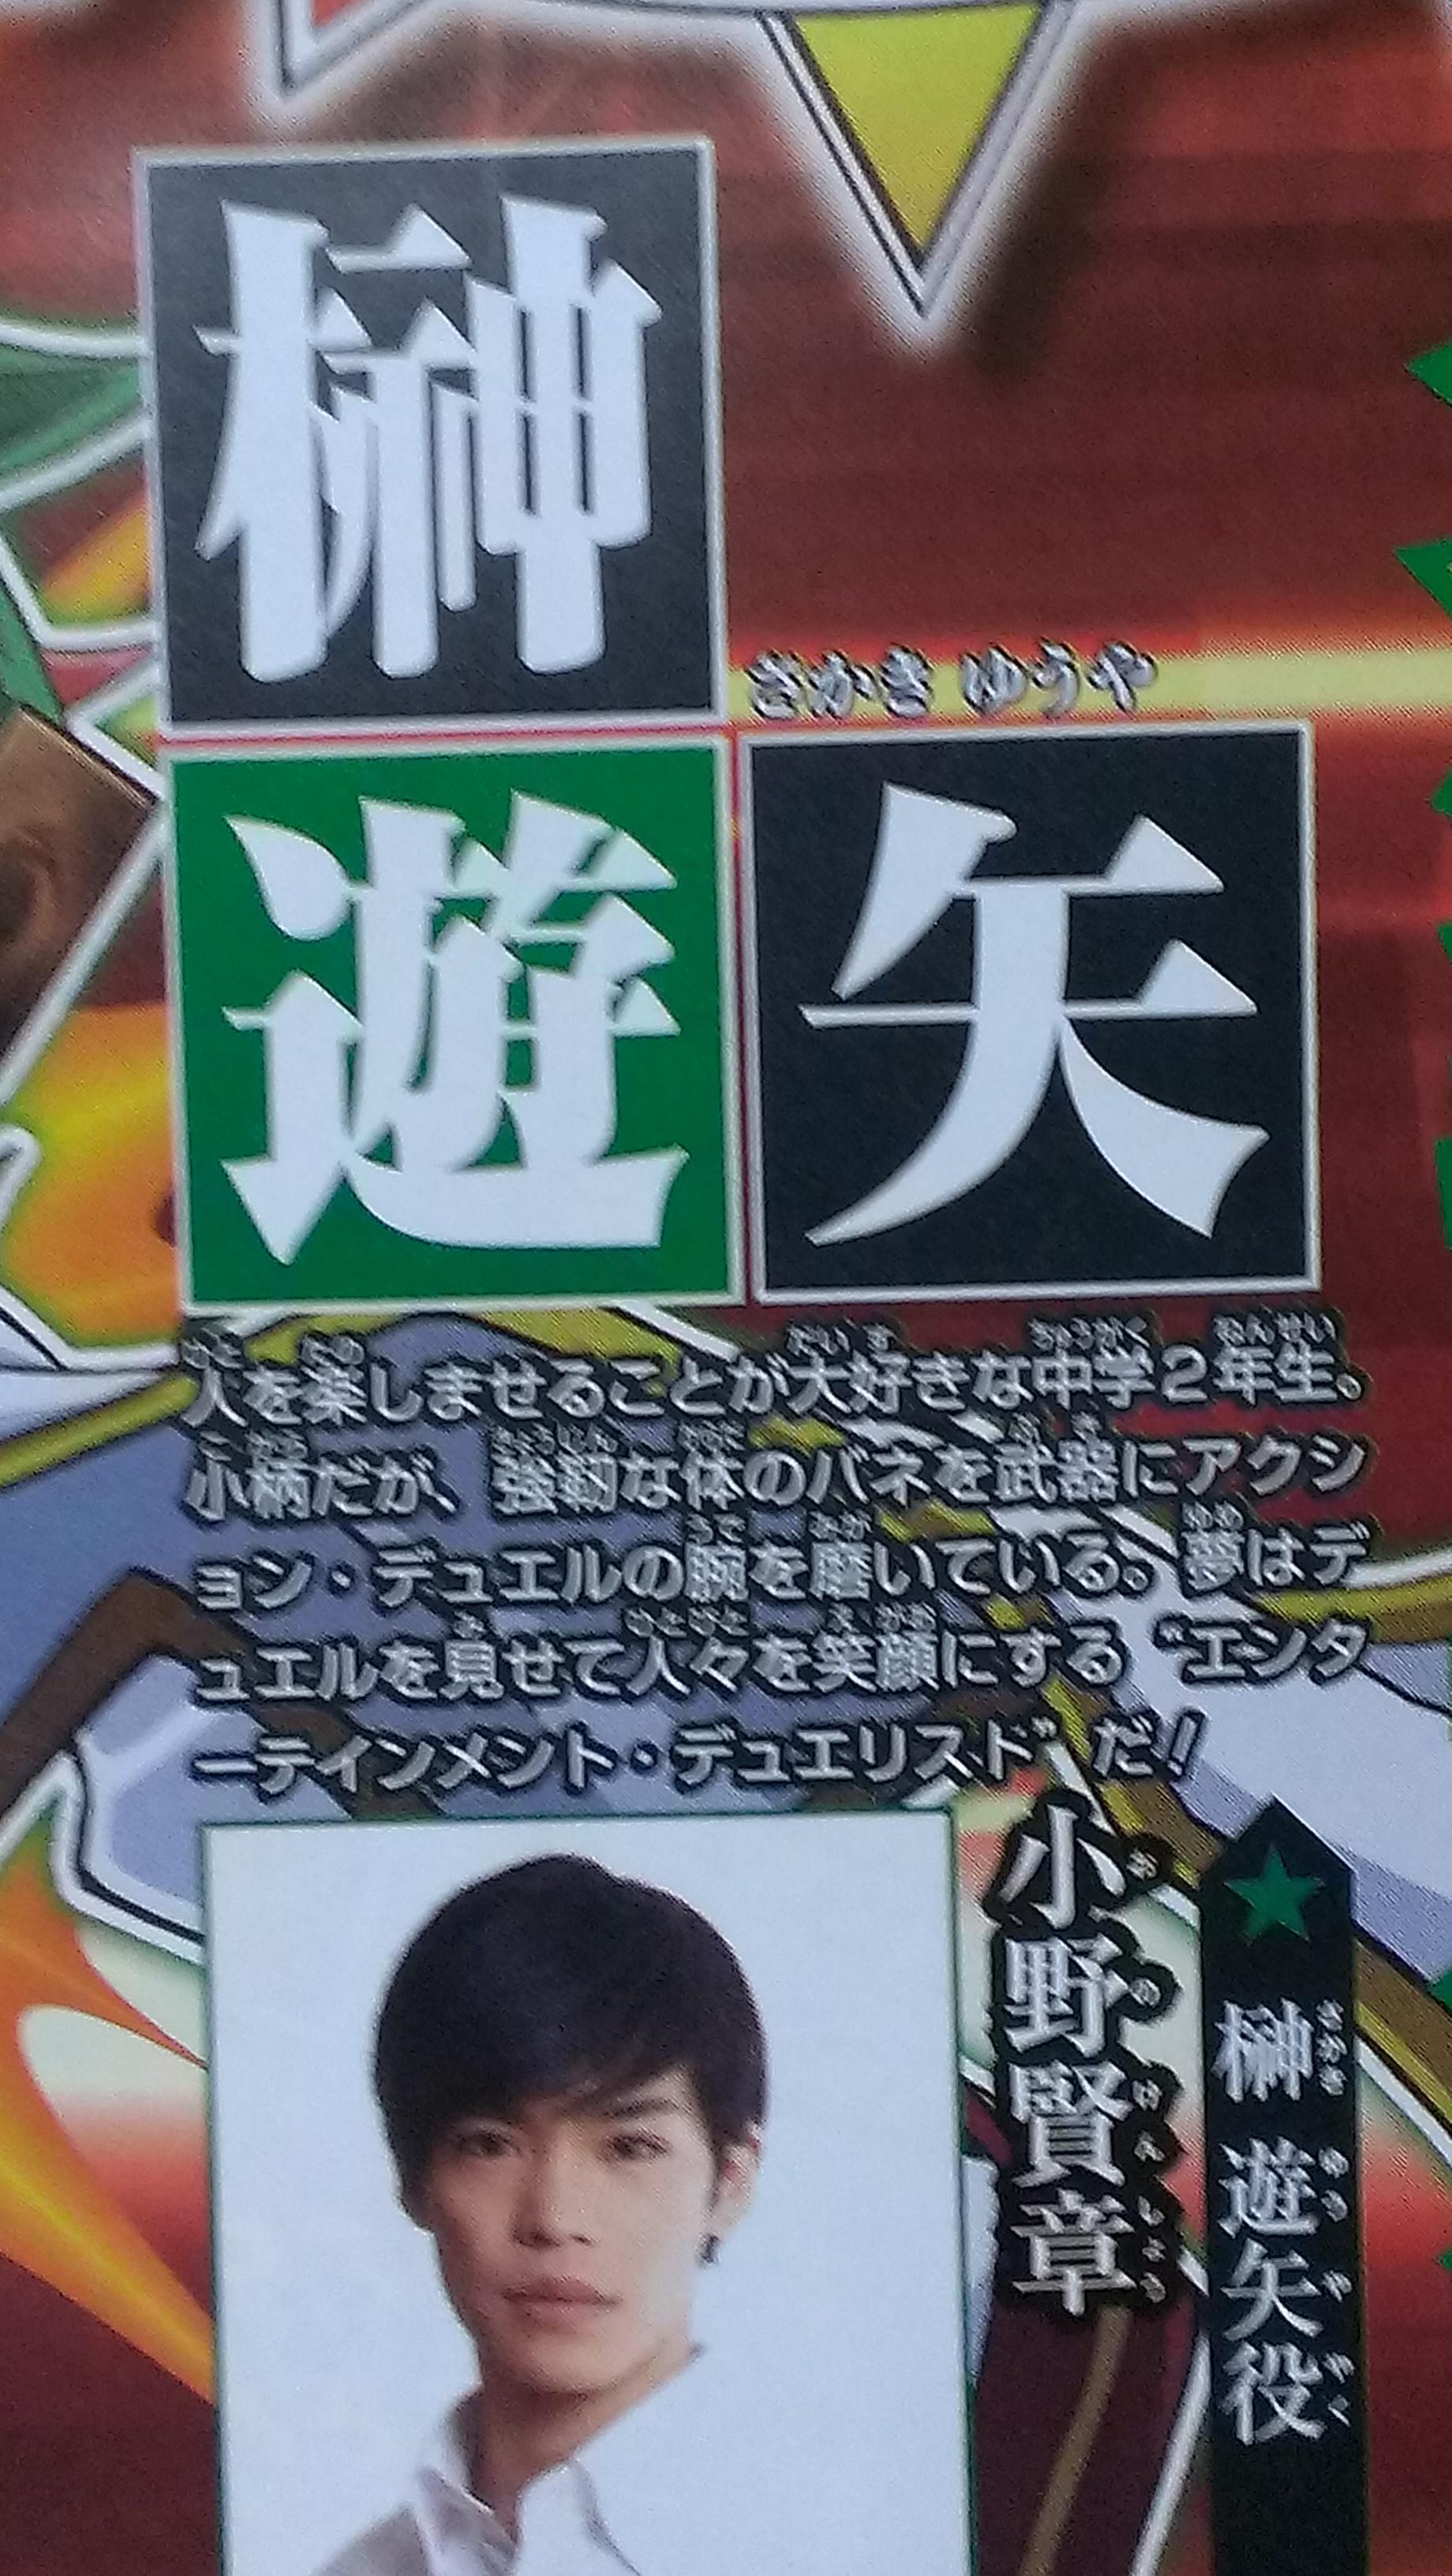 榊
さかき ゆうや
遊矢
人を楽しませることが大好きな中学２年生。
小柄だが、強靭な体のバネを武器にアクシ
ョン・デュエルの腕を磨いている。夢はデ
ュエルを見せて人々を笑顔にする“エンタ
ーテインメント・デュエリスト”だ！
榊 遊矢役
小野賢章